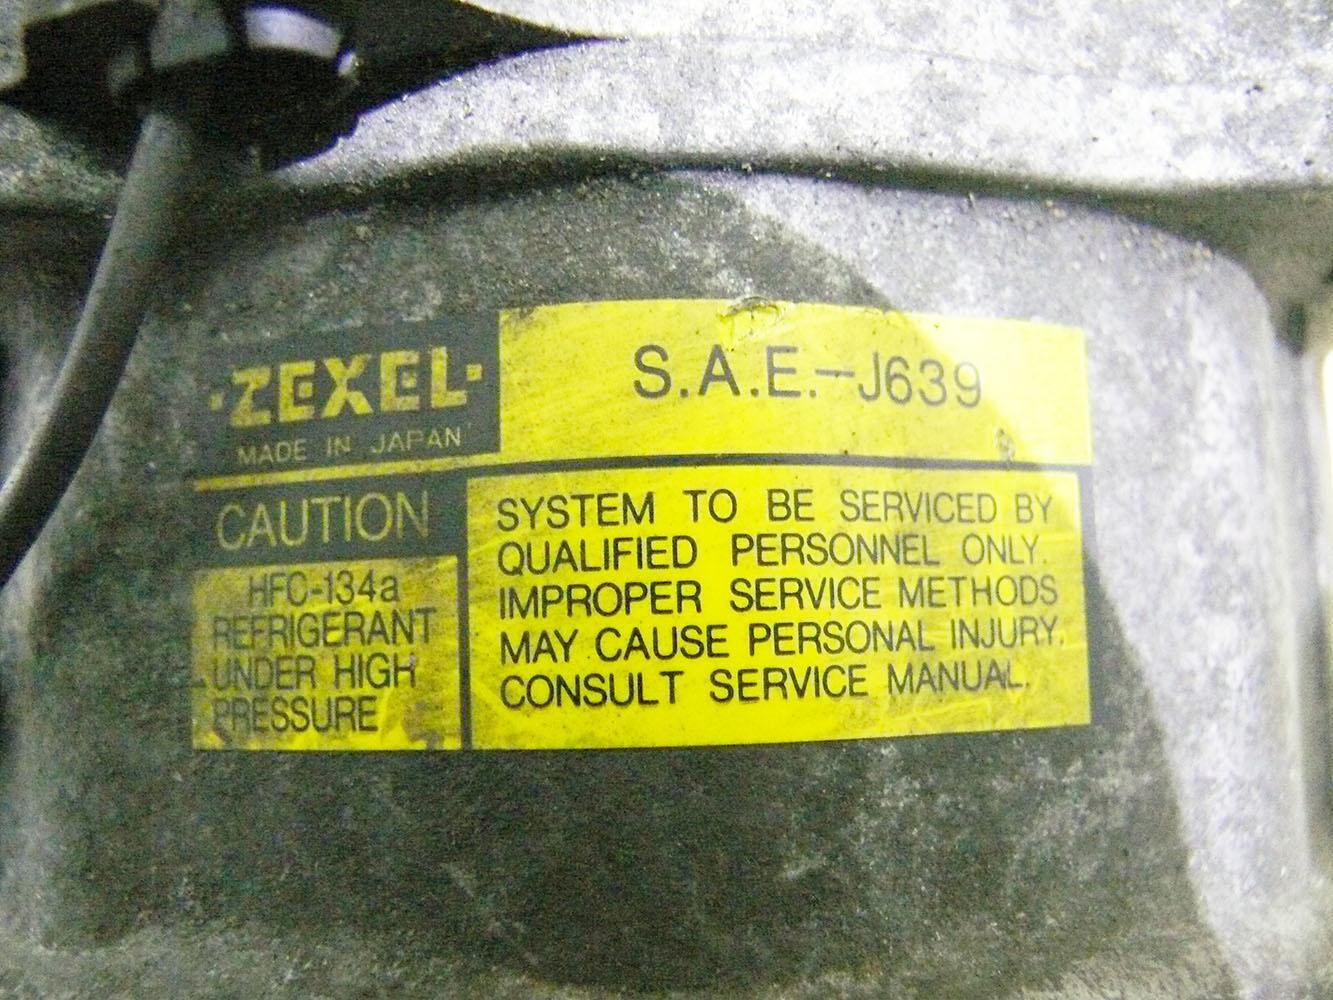 ·ZEXEL·
MADE IN JAPAN
S.A.E.-J639
CAUTION
HFC-134a
REFRIGERANT
UNDER HIGH
PRESSURE
SYSTEM TO BE SERVICED BY
QUALIFIED PERSONNEL ONLY.
IMPROPER SERVICE METHODS
MAY CAUSE PERSONAL INJURY.
CONSULT SERVICE MANUAL.